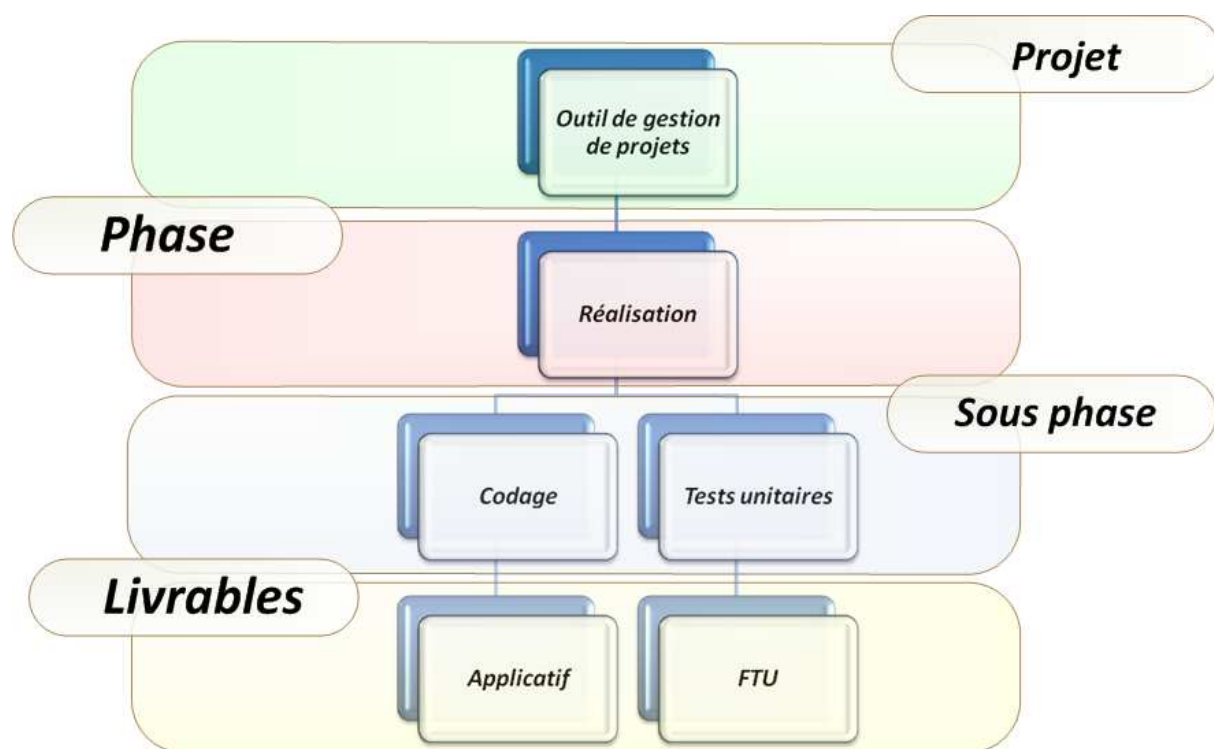 Projet
Outil de gestion
de projets
Phase
Réalisation
Sous phase
Codage
Tests unitaires
Livrables
Applicatif
FTU